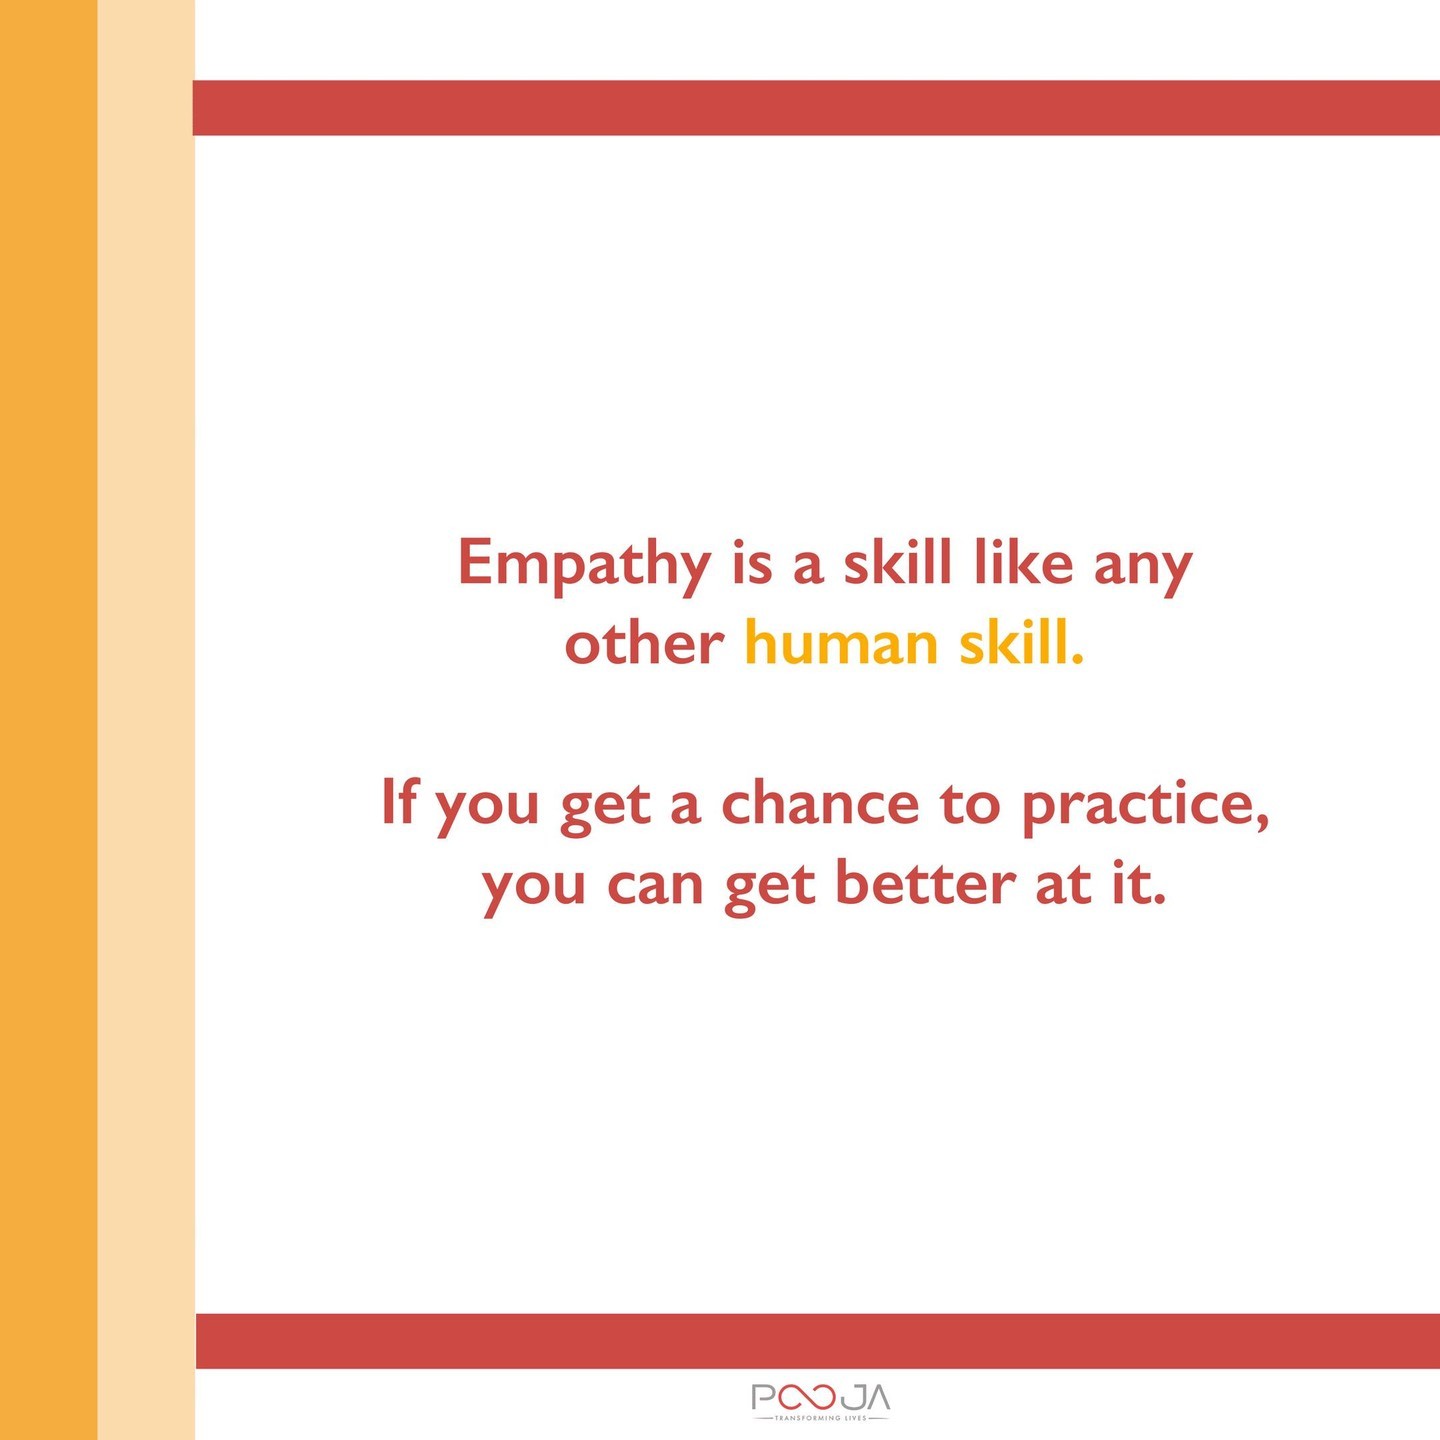 Empathy is a skill like any
other human skill.
If you get a chance to practice,
you can get better at it.
POOJA
TRANSFORMING LIVES